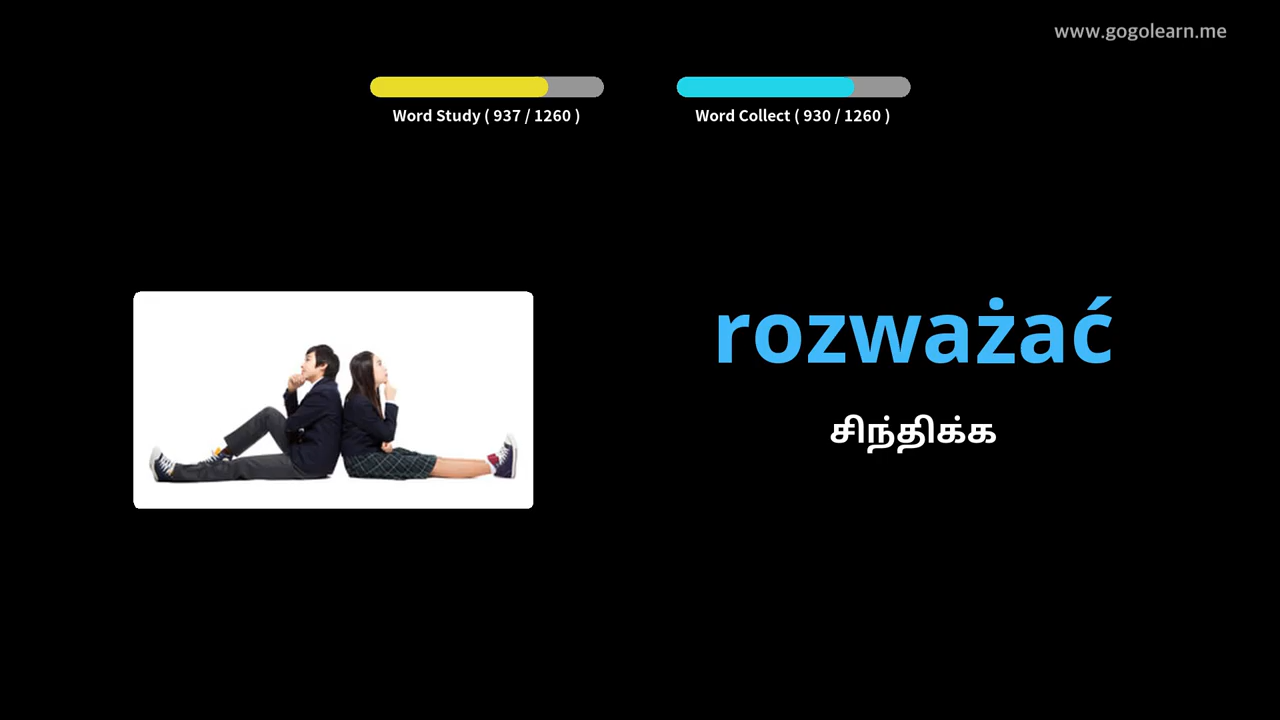 www.gogolearn.me
Word Study ( 937 / 1260 )
Word Collect ( 930 / 1260 )
rozważać
சிந்திக்க